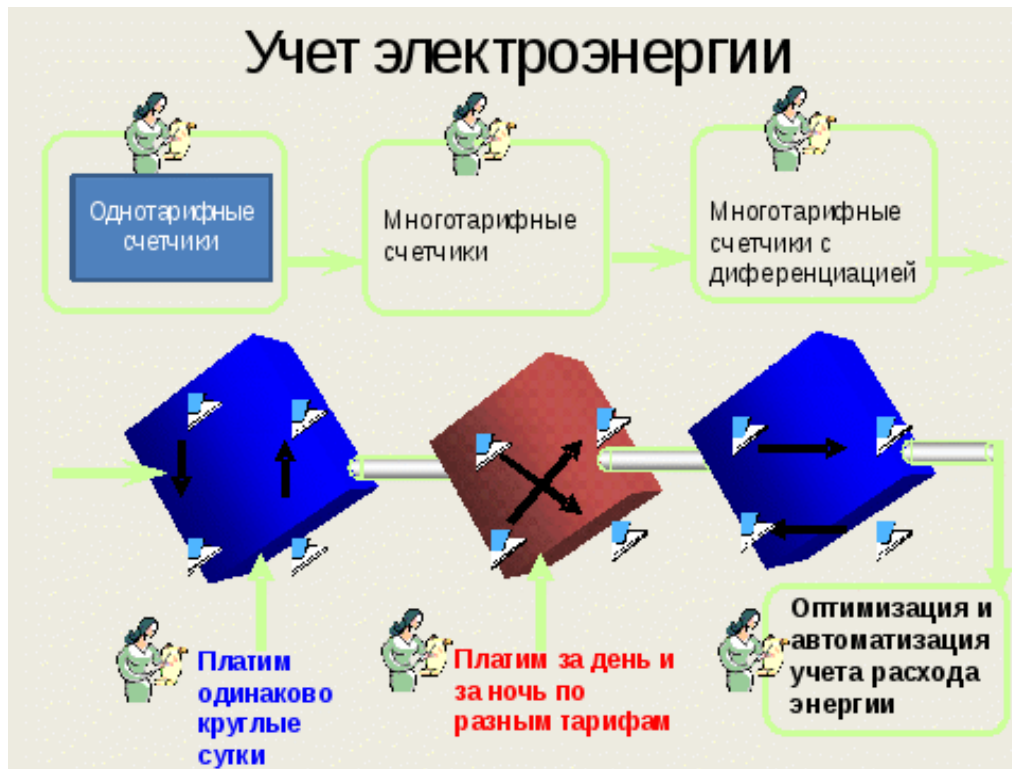 Учет электроэнергии
Однотарифные
счетчики
Многотарифные
счетчики
Многотарифные
счетчики с
диференциацией
Платим
одинаково
круглые
сутки
Платим за день и
за ночь по
разным тарифам
Оптимизация и
автоматизация
учета расхода
энергии